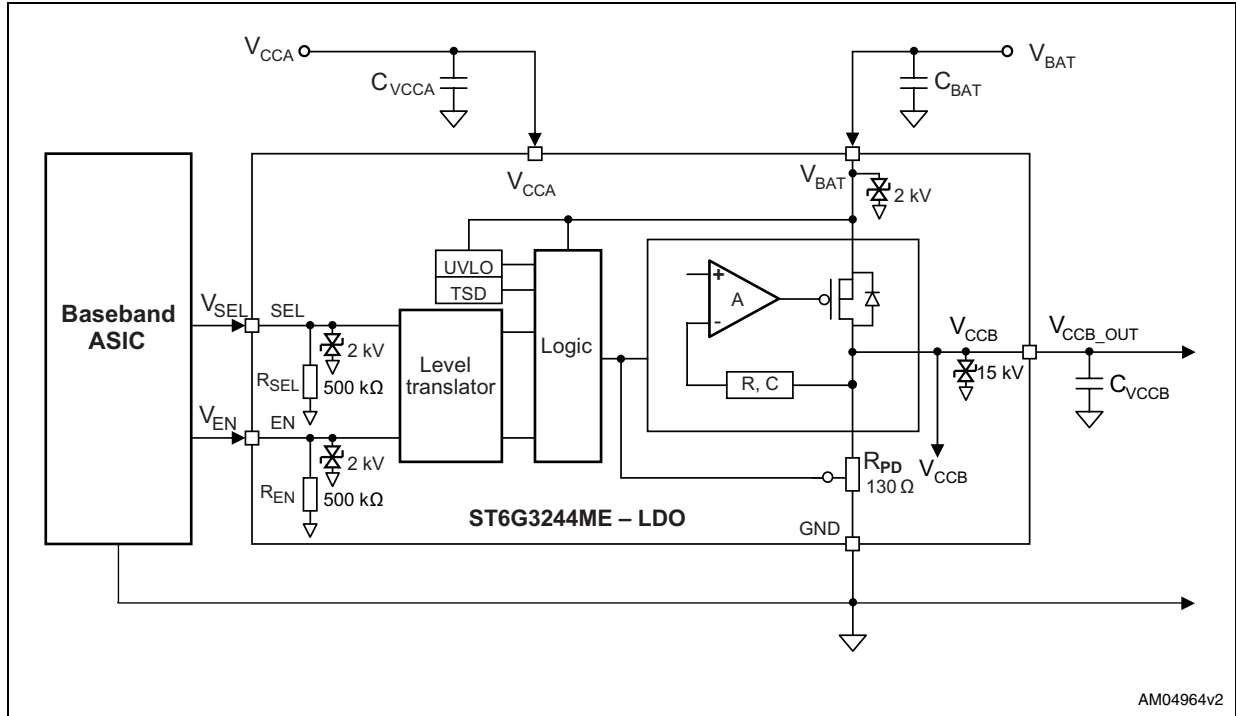 VCCA
CVCCA
VBAT
CBAT
VCCA
VBAT
2 kV
UVLO
TSD
Baseband
ASIC
VSEL
SEL
2 kV
RSEL
500 kΩ
VEN
EN
2 kV
REN
500 kΩ
Level
translator
Logic
+
A
-
R, C
VCCB
VCCB_OUT
15 kV
CVCCB
VCCB
RPD
130 Ω
ST6G3244ME – LDO
GND
AM04964v2